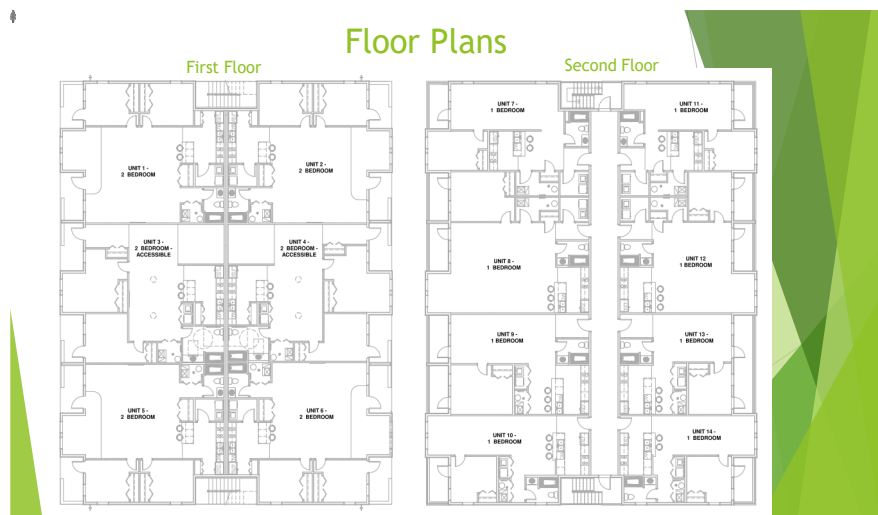 Floor Plans
First Floor
Second Floor
UNIT 1 -
2 BEDROOM
UNIT 2 -
2 BEDROOM
UNIT 3 -
2 BEDROOM -
ACCESSIBLE
UNIT 4 -
2 BEDROOM -
ACCESSIBLE
UNIT 5 -
2 BEDROOM
UNIT 6 -
2 BEDROOM
UNIT 7 -
1 BEDROOM
UNIT 11 -
1 BEDROOM
UNIT 8 -
1 BEDROOM
UNIT 12
1 BEDROOM
UNIT 9 -
1 BEDROOM
UNIT 13 -
1 BEDROOM
UNIT 10 -
1 BEDROOM
UNIT 14 -
1 BEDROOM